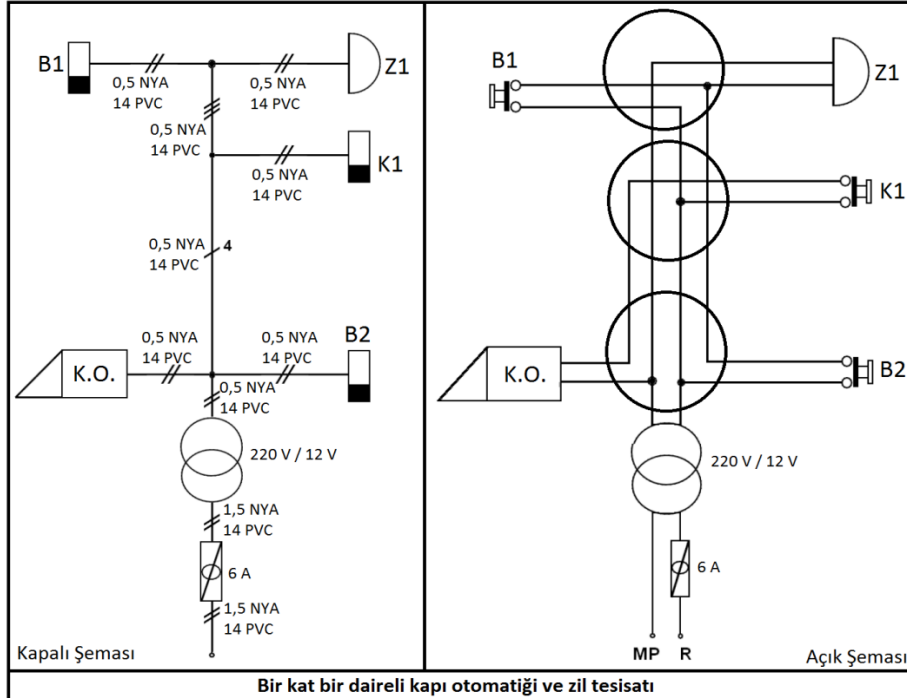 B1
0,5 NYA
14 PVC
0,5 NYA
14 PVC
Z1
0,5 NYA
14 PVC
0,5 NYA
14 PVC
K1
0,5 NYA
14 PVC
4
K.O.
0,5 NYA
14 PVC
0,5 NYA
14 PVC
B2
0,5 NYA
14 PVC
220 V / 12 V
1,5 NYA
14 PVC
6 A
1,5 NYA
14 PVC
Kapalı Şeması
B1
Z1
K1
K.O.
B2
220 V / 12 V
6 A
MP R
Açık Şeması
Bir kat bir daireli kapı otomatiği ve zil tesisatı